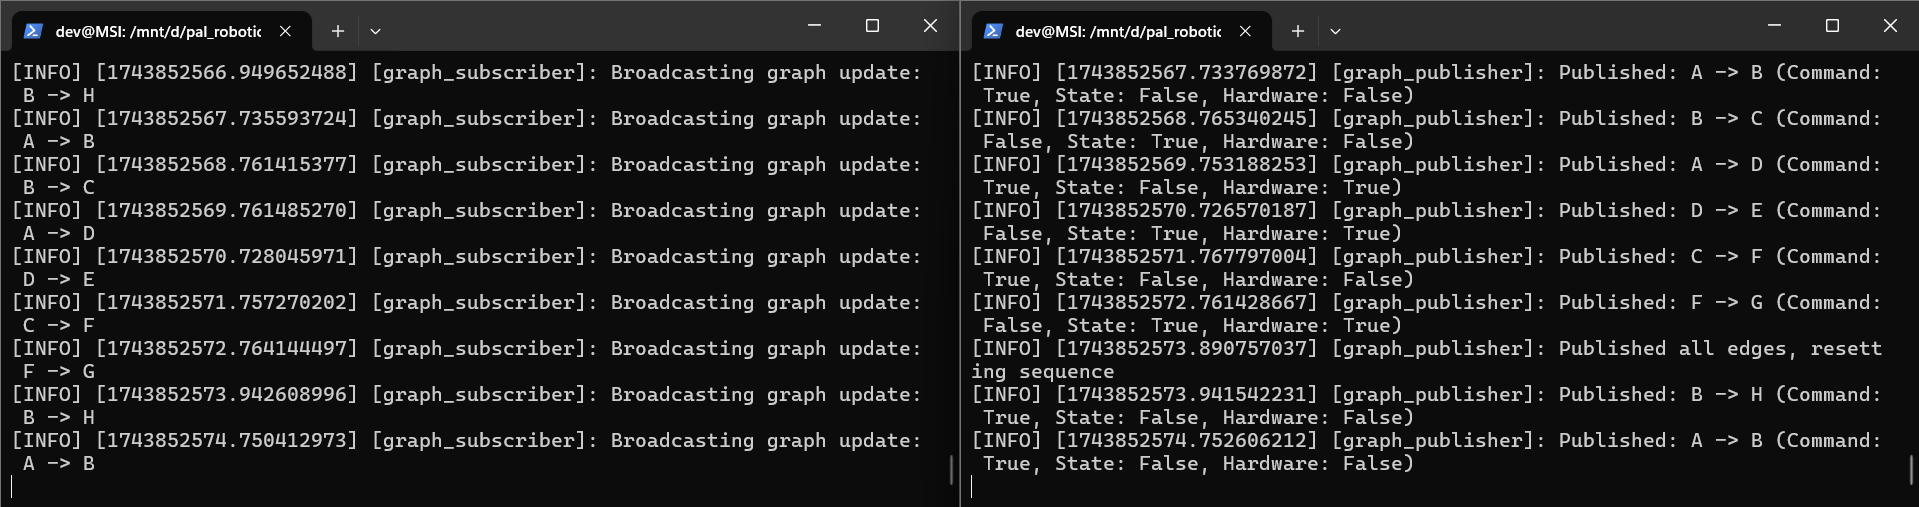 dev@MSI: /mnt/d/pal_robotic
[INFO] [1743852566.949652488] [graph_subscriber]: Broadcasting graph update:
B -> H
[INFO] [1743852567.735593724] [graph_subscriber]: Broadcasting graph update:
A -> B
[INFO] [1743852568.761415377] [graph_subscriber]: Broadcasting graph update:
B -> C
[INFO] [1743852569.761485270] [graph_subscriber]: Broadcasting graph update:
A -> D
[INFO] [1743852570.728045971] [graph_subscriber]: Broadcasting graph update:
D -> E
[INFO] [1743852571.757270202] [graph_subscriber]: Broadcasting graph update:
C -> F
[INFO] [1743852572.764144497] [graph_subscriber]: Broadcasting graph update:
F -> G
[INFO] [1743852573.942608996] [graph_subscriber]: Broadcasting graph update:
B -> H
[INFO] [1743852574.750412973] [graph_subscriber]: Broadcasting graph update:
A -> B
dev@MSI: /mnt/d/pal_robotic
[INFO] [1743852567.733769872] [graph_publisher]: Published: A -> B (Command:
True, State: False, Hardware: False)
[INFO] [1743852568.765340245] [graph_publisher]: Published: B -> C (Command:
False, State: True, Hardware: False)
[INFO] [1743852569.753188253] [graph_publisher]: Published: A -> D (Command:
True, State: False, Hardware: True)
[INFO] [1743852570.726570187] [graph_publisher]: Published: D -> E (Command:
False, State: True, Hardware: True)
[INFO] [1743852571.767797004] [graph_publisher]: Published: C -> F (Command:
True, State: False, Hardware: False)
[INFO] [1743852572.761428667] [graph_publisher]: Published: F -> G (Command:
False, State: True, Hardware: True)
[INFO] [1743852573.890757037] [graph_publisher]: Published all edges, resett
ing sequence
[INFO] [1743852573.941542231] [graph_publisher]: Published: B -> H (Command:
True, State: False, Hardware: False)
[INFO] [1743852574.752606212] [graph_publisher]: Published: A -> B (Command:
True, State: False, Hardware: False)